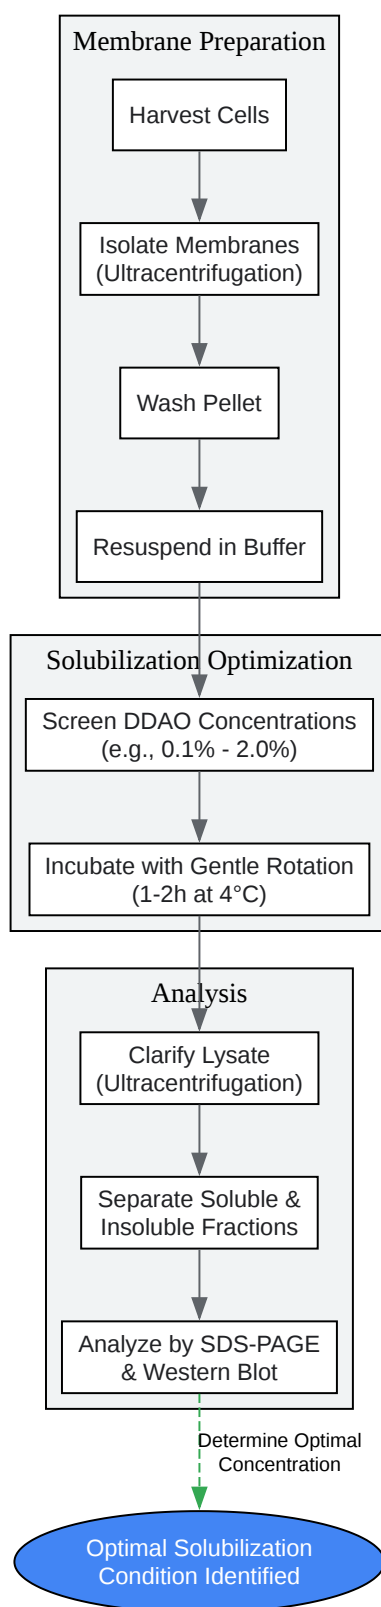 Membrane Preparation
Harvest Cells
Isolate Membranes
(Ultracentrifugation)
Wash Pellet
Resuspend in Buffer
Solubilization Optimization
Screen DDAO Concentrations
(e.g., 0.1% - 2.0%)
Incubate with Gentle Rotation
(1-2h at 4°C)
Analysis
Clarify Lysate
(Ultracentrifugation)
Separate Soluble &
Insoluble Fractions
Analyze by SDS-PAGE
& Western Blot
Determine Optimal
Concentration
Optimal Solubilization
Condition Identified